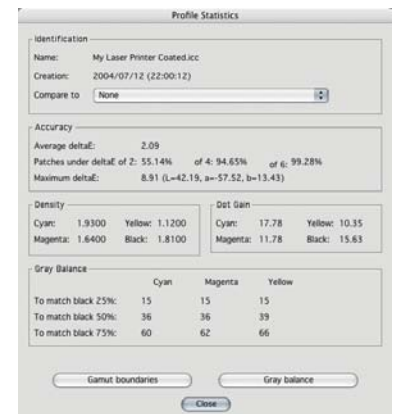 Profile Statistics
Identification
Name: My Laser Printer Coated.icc
Creation: 2004/07/12 (22:00:12)
Compare to None
Accuracy
Average deltaE: 2.09
Patches under deltaE of 2: 55.14% of 4: 94.65% of 6: 99.28%
Maximum deltaE: 8.91 (L=42.19, a=-57.52, b=13.43)
Density Dot Gain
Cyan: 1.9300 Yellow: 1.1200 Cyan: 17.78 Yellow: 10.35
Magenta: 1.6400 Black: 1.8100 Magenta: 11.78 Black: 15.63
Gray Balance
Cyan Magenta Yellow
To match black 25%: 15 15 15
To match black 50%: 36 36 39
To match black 75%: 60 62 66
Gamut boundaries Gray balance
Close